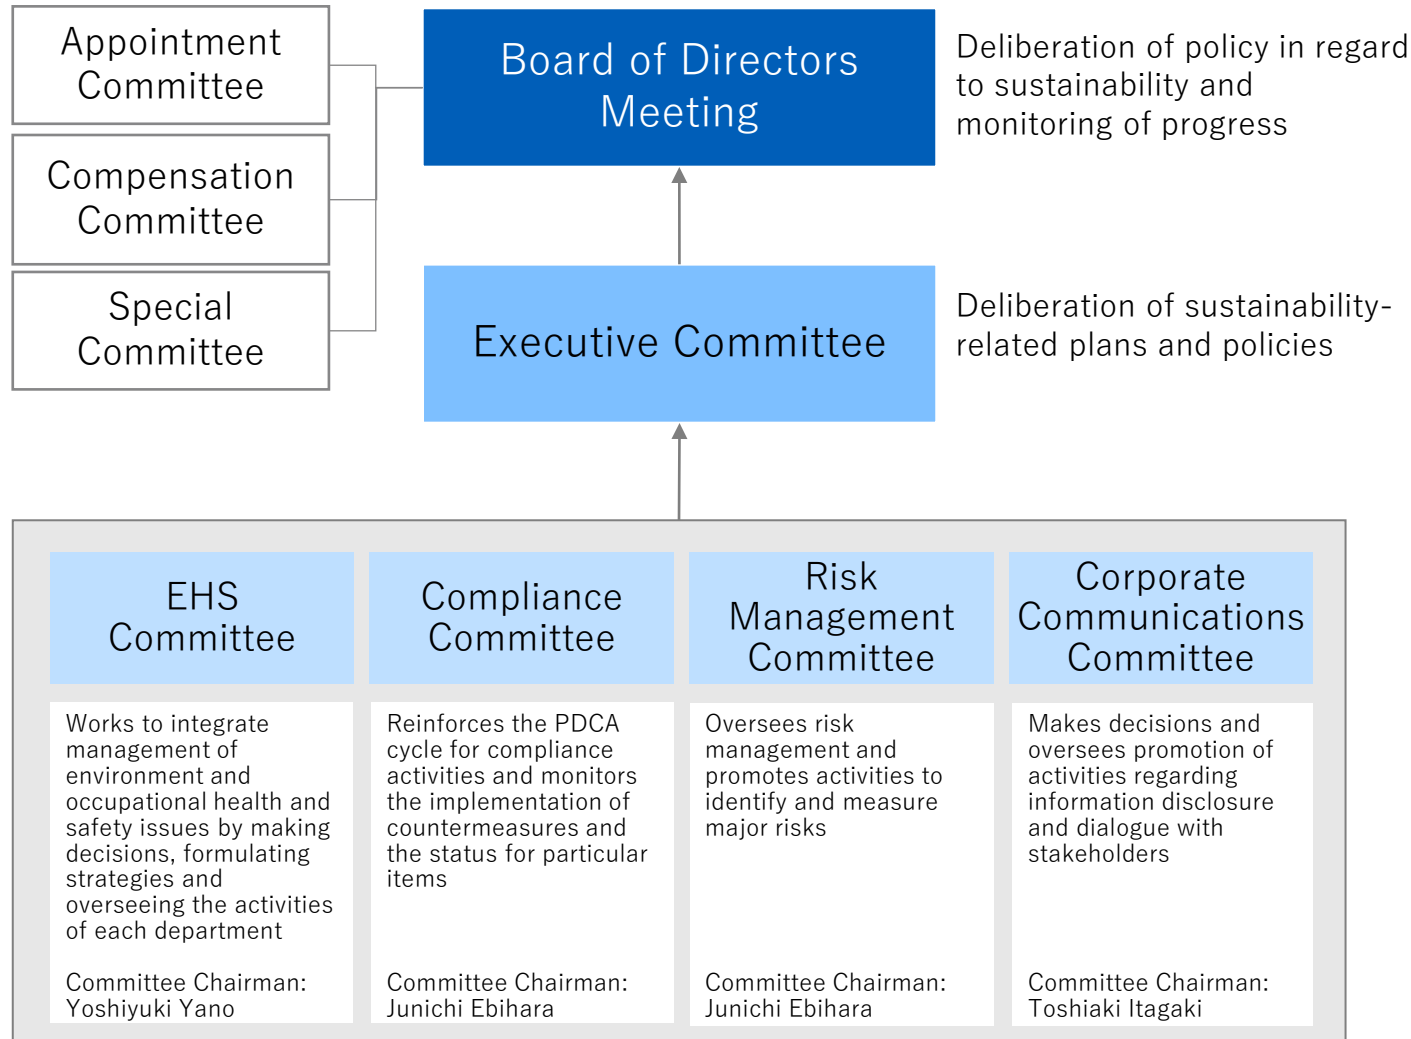 Appointment
Committee
Compensation
Committee
Special
Committee
Board of Directors
Meeting
Deliberation of policy in regard
to sustainability and
monitoring of progress
Executive Committee
Deliberation of sustainability-
related plans and policies
EHS
Committee
Works to integrate
management of
environment and
occupational health and
safety issues by making
decisions, formulating
strategies and
overseeing the activities
of each department
Committee Chairman:
Yoshiyuki Yano
Compliance
Committee
Reinforces the PDCA
cycle for compliance
activities and monitors
the implementation of
countermeasures and
the status for particular
items
Committee Chairman:
Junichi Ebihara
Risk
Management
Committee
Oversees risk
management and
promotes activities to
identify and measure
major risks
Committee Chairman:
Junichi Ebihara
Corporate
Communications
Committee
Makes decisions and
oversees promotion of
activities regarding
information disclosure
and dialogue with
stakeholders
Committee Chairman:
Toshiaki Itagaki